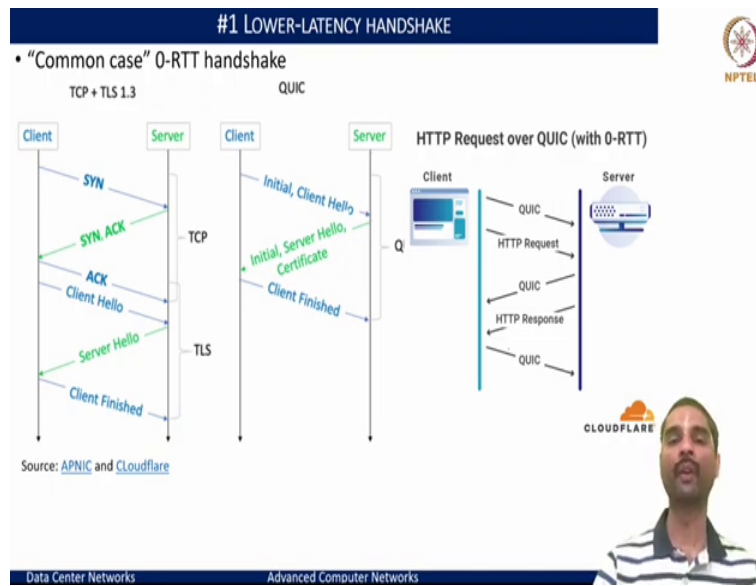 #1 LOWER-LATENCY HANDSHAKE
NPTEL
• "Common case" 0-RTT handshake
TCP + TLS 1.3
QUIC
HTTP Request over QUIC (with 0-RTT)
Client
Server
SYN
SYN, ACK
ACK
Client Hello
Server Hello
Client Finished
TCP
TLS
Client
Server
Initial, Client Hello
Initial, Server Hello,
Certificate
Client Finished
Client
Server
QUIC
HTTP Request
QUIC
HTTP Response
QUIC
CLOUDFLARE
Source: APNIC and CLoudflare
Data Center Networks
Advanced Computer Networks